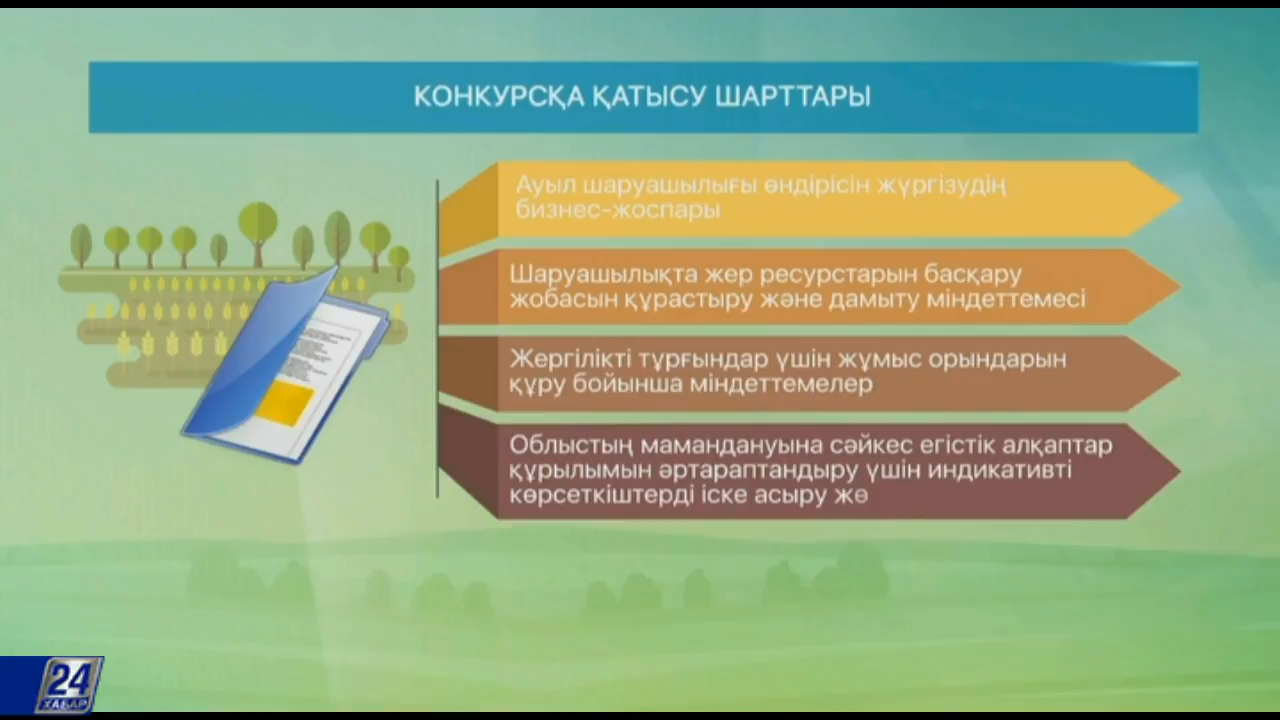 КОНКУРСҚА ҚАТЫСУ ШАРТТАРЫ
Ауыл шаруашылығы өндірісін жүргізудің
бизнес-жоспары
Шаруашылықта жер ресурстарын басқару
жобасын құрастыру және дамыту міндеттемесі
Жергілікті тұрғындар үшін жұмыс орындарын
құру бойынша міндеттемелер
Облыстың мамандануына сәйкес егістік алқаптар
құрылымын әртараптандыру үшін индикативті
көрсеткіштерді іске асыру жө
24
ХАБАР